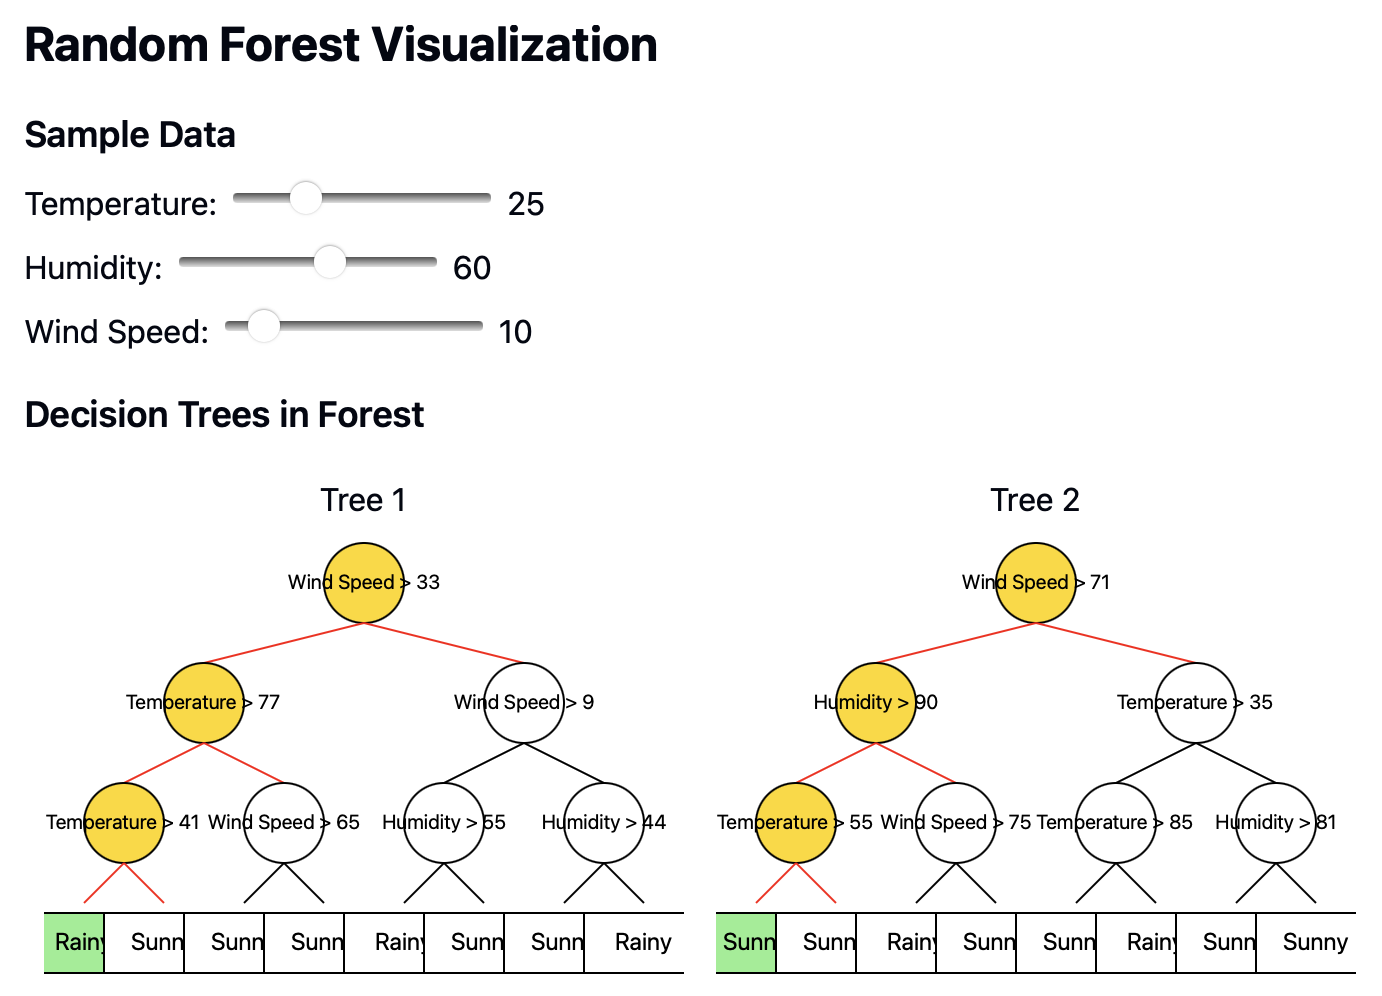 Random Forest Visualization
Sample Data
Temperature: 25
Humidity: 60
Wind Speed: 10
Decision Trees in Forest
Tree 1
Wind Speed > 33
Temperature > 77
Wind Speed > 9
Temperature > 41
Wind Speed > 65
Humidity > 55
Humidity > 44
Rainy
Sunn
Sunn
Sunn
Rainy
Sunn
Sunn
Rainy
Tree 2
Wind Speed > 71
Humidity > 90
Temperature > 35
Temperature > 55
Wind Speed > 75
Temperature > 85
Humidity > 81
Sunn
Sunn
Rainy
Sunn
Sunn
Rainy
Sunn
Sunny